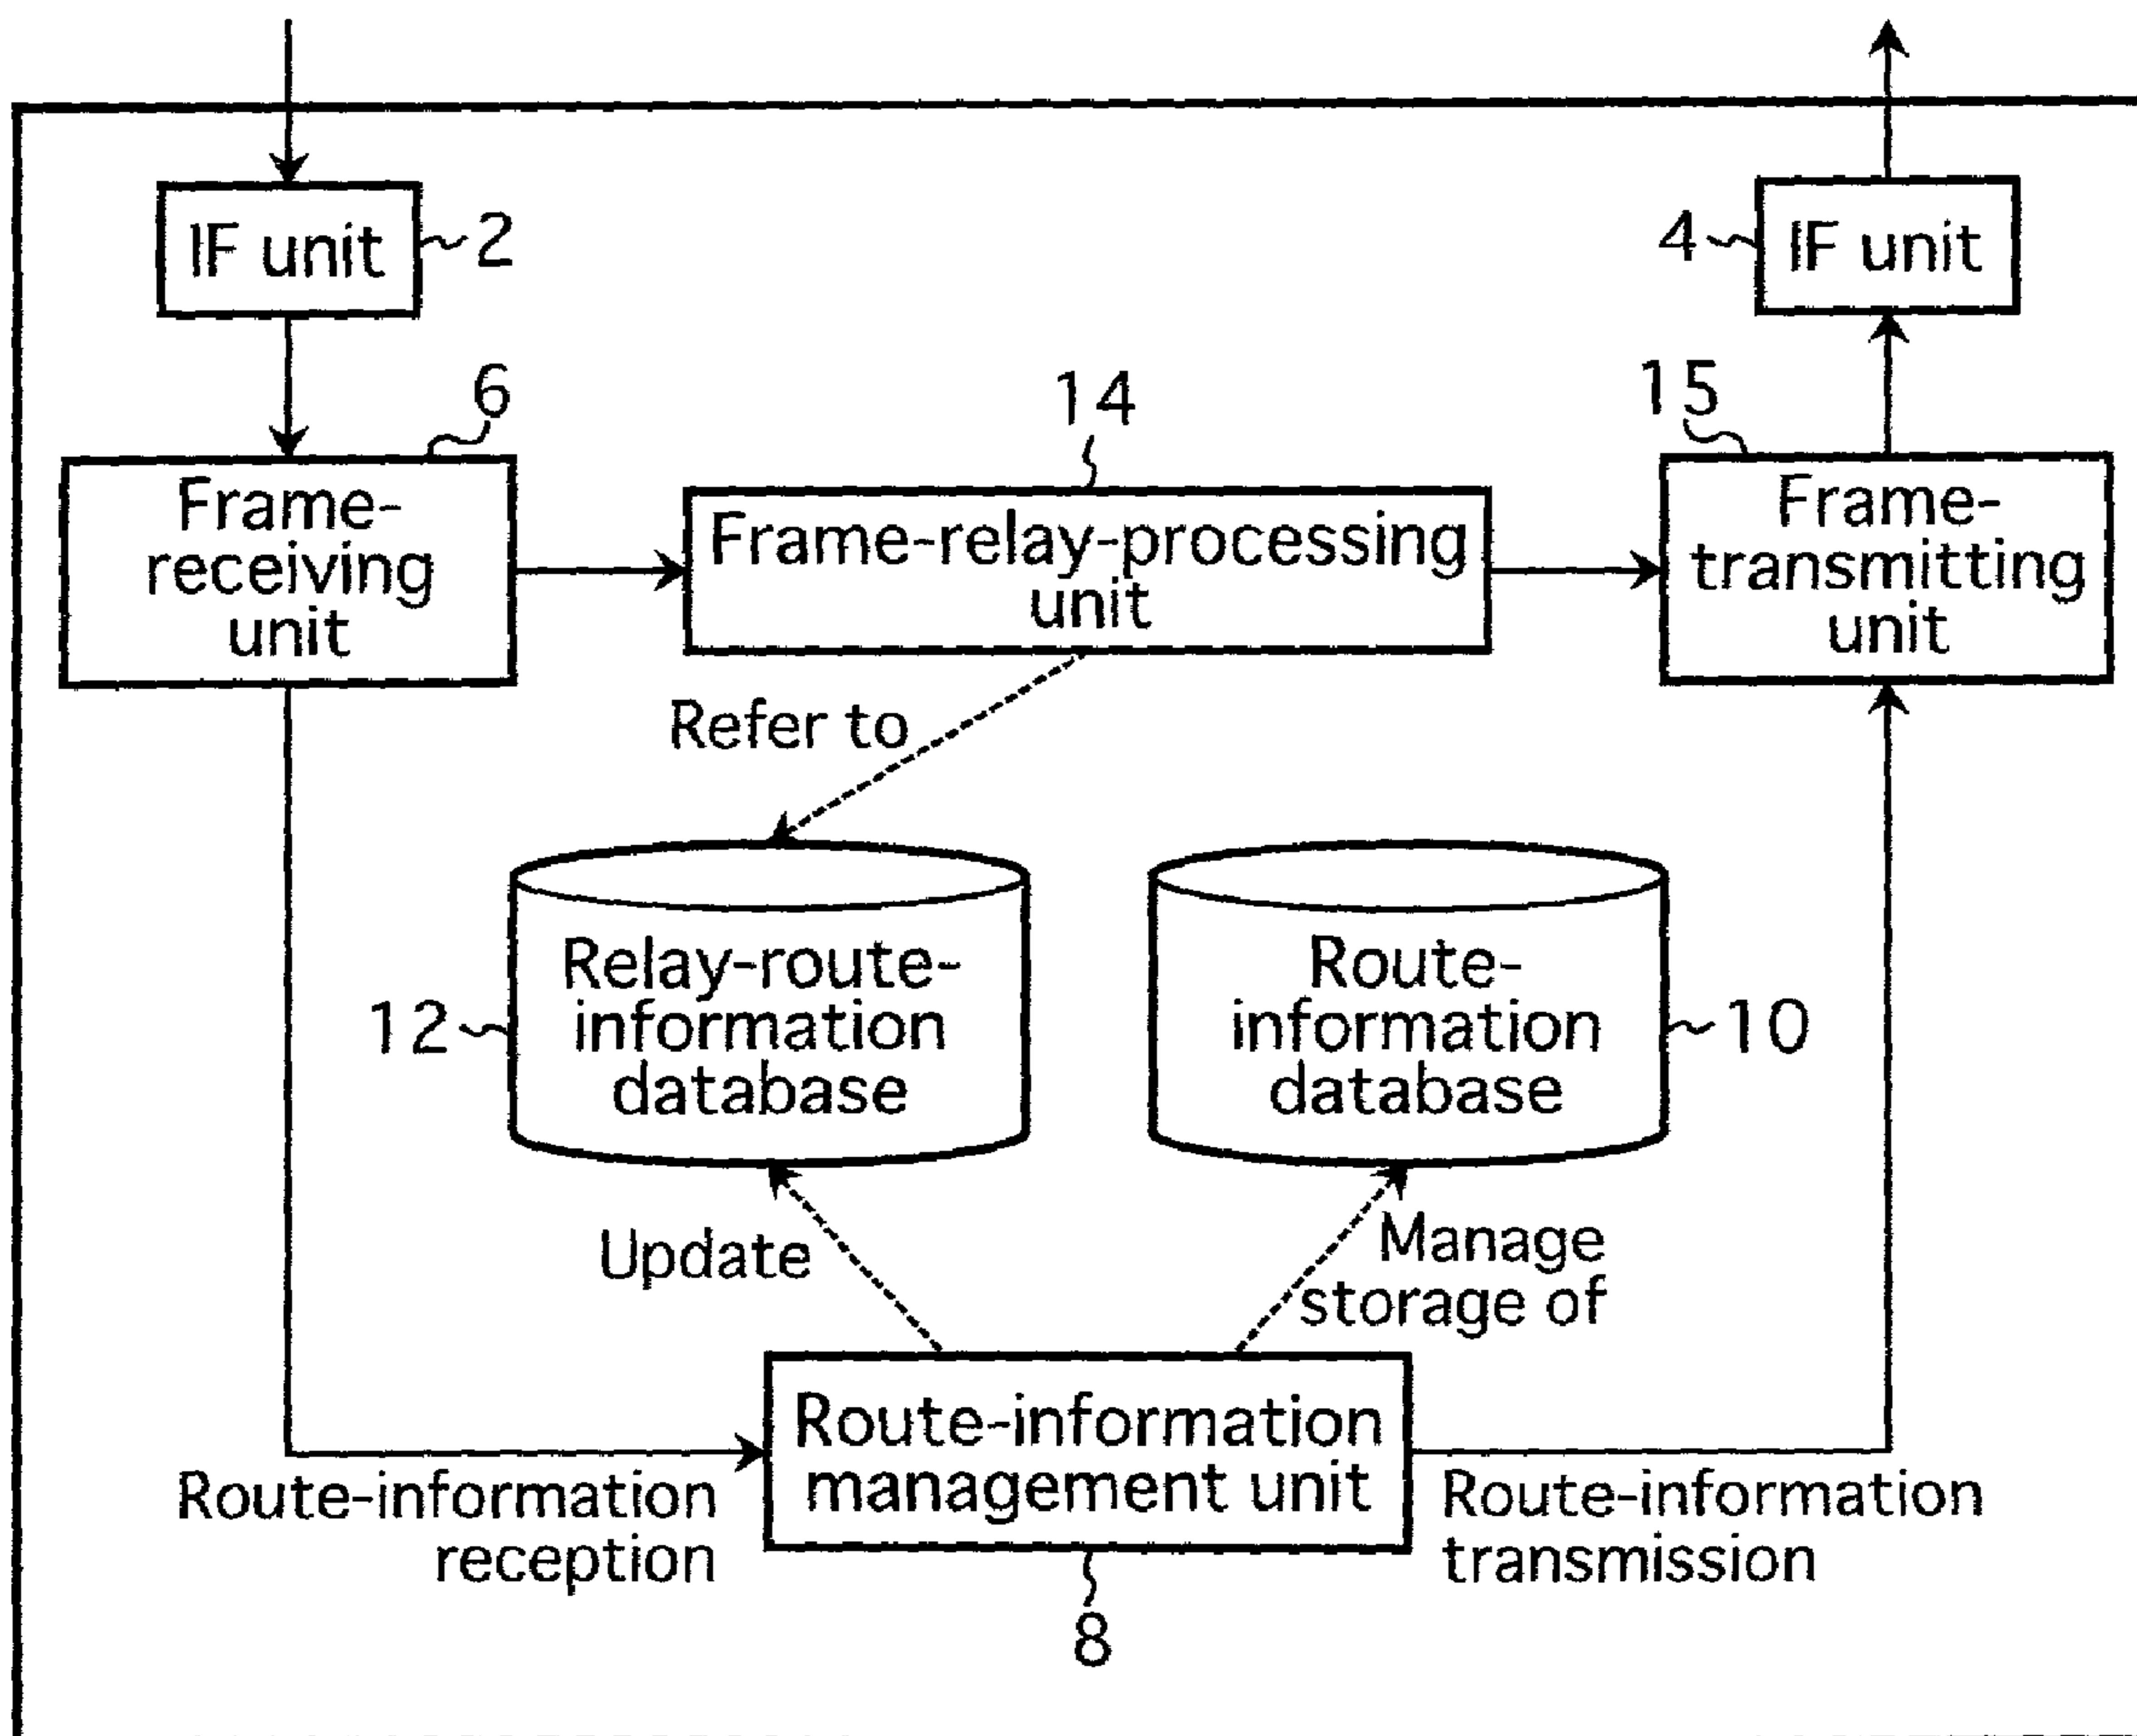 IF unit
2
4
IF unit
6
14
15
Frame-
receiving
unit
Frame-relay-processing
unit
Frame-
transmitting
unit
Refer to
12
Relay-route-
information
database
Route-
information
database
10
Update
Manage
storage of
Route-information
management unit
Route-information
reception
Route-information
transmission
8